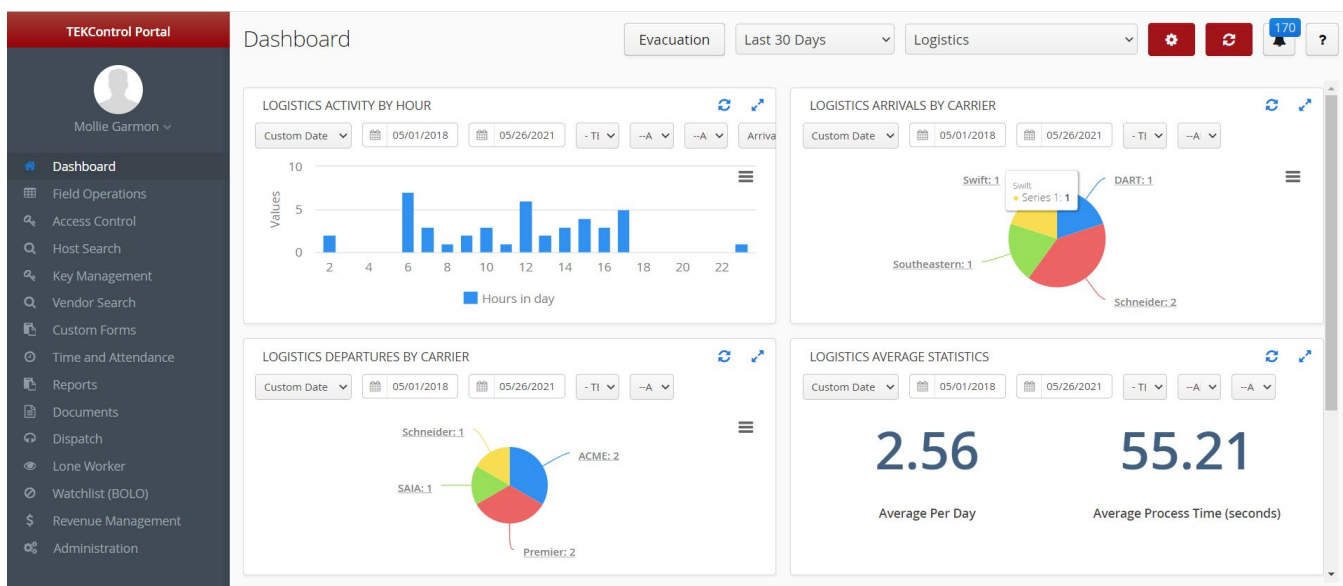 TEKControl Portal
Mollie Garmon
Dashboard
Field Operations
Access Control
Host Search
Key Management
Vendor Search
Custom Forms
Time and Attendance
Reports
Documents
Dispatch
Lone Worker
Watchlist (BOLO)
Revenue Management
Administration
Dashboard
Evacuation
Last 30 Days
Logistics
170
?
LOGISTICS ACTIVITY BY HOUR
Custom Date 05/01/2018 05/26/2021 - TI --A --A Arriva
10
5
0
Values
2 4 6 8 10 12 14 16 18 20 22
Hours in day
LOGISTICS ARRIVALS BY CARRIER
Custom Date 05/01/2018 05/26/2021 - TI --A
Swift: 1
Swift
Series 1: 1
DART: 1
Southeastern: 1
Schneider: 2
LOGISTICS DEPARTURES BY CARRIER
Custom Date 05/01/2018 05/26/2021 - TI --A
Schneider: 1
ACME: 2
SAIA: 1
Premier: 2
LOGISTICS AVERAGE STATISTICS
Custom Date 05/01/2018 05/26/2021 - TI --A --A
2.56 55.21
Average Per Day Average Process Time (seconds)